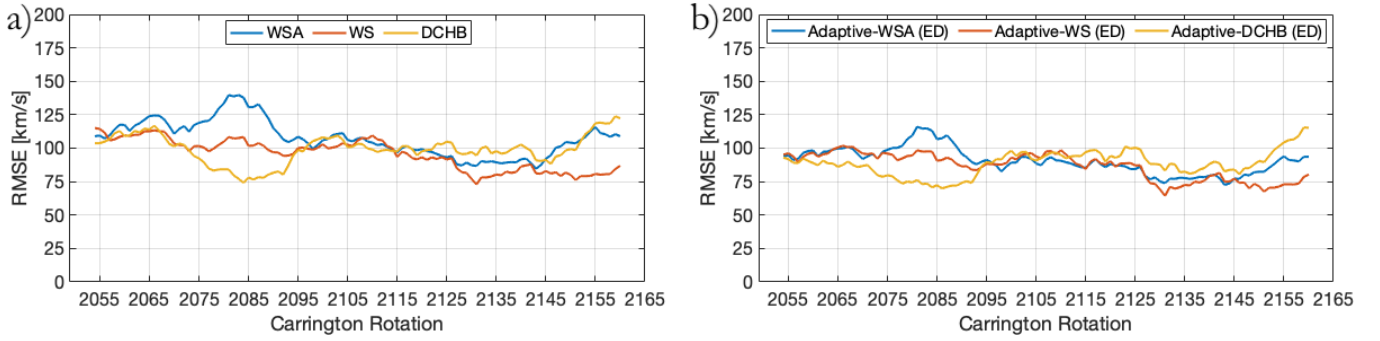 a)
WSA WS DCHB
200
175
150
125
100
75
50
25
0
RMSE [km/s]
2055 2065 2075 2085 2095 2105 2115 2125 2135 2145 2155 2165
Carrington Rotation
b)
Adaptive-WSA (ED) Adaptive-WS (ED) Adaptive-DCHB (ED)
200
175
150
125
100
75
50
25
0
RMSE [km/s]
2055 2065 2075 2085 2095 2105 2115 2125 2135 2145 2155 2165
Carrington Rotation